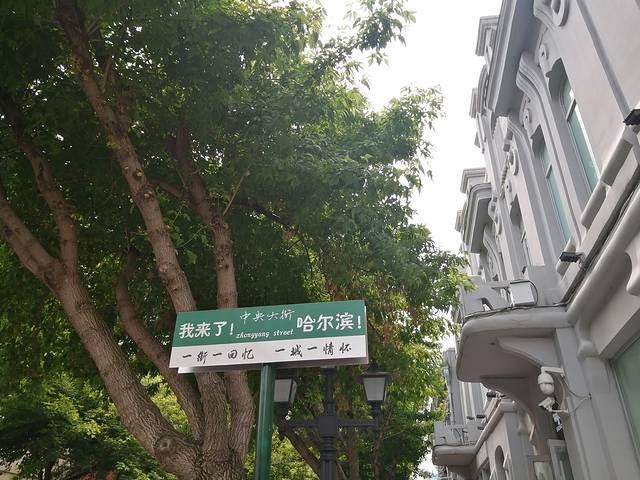 我来了！
中央大街
zhongyang street
哈尔滨！
一街一回忆 一城一情怀